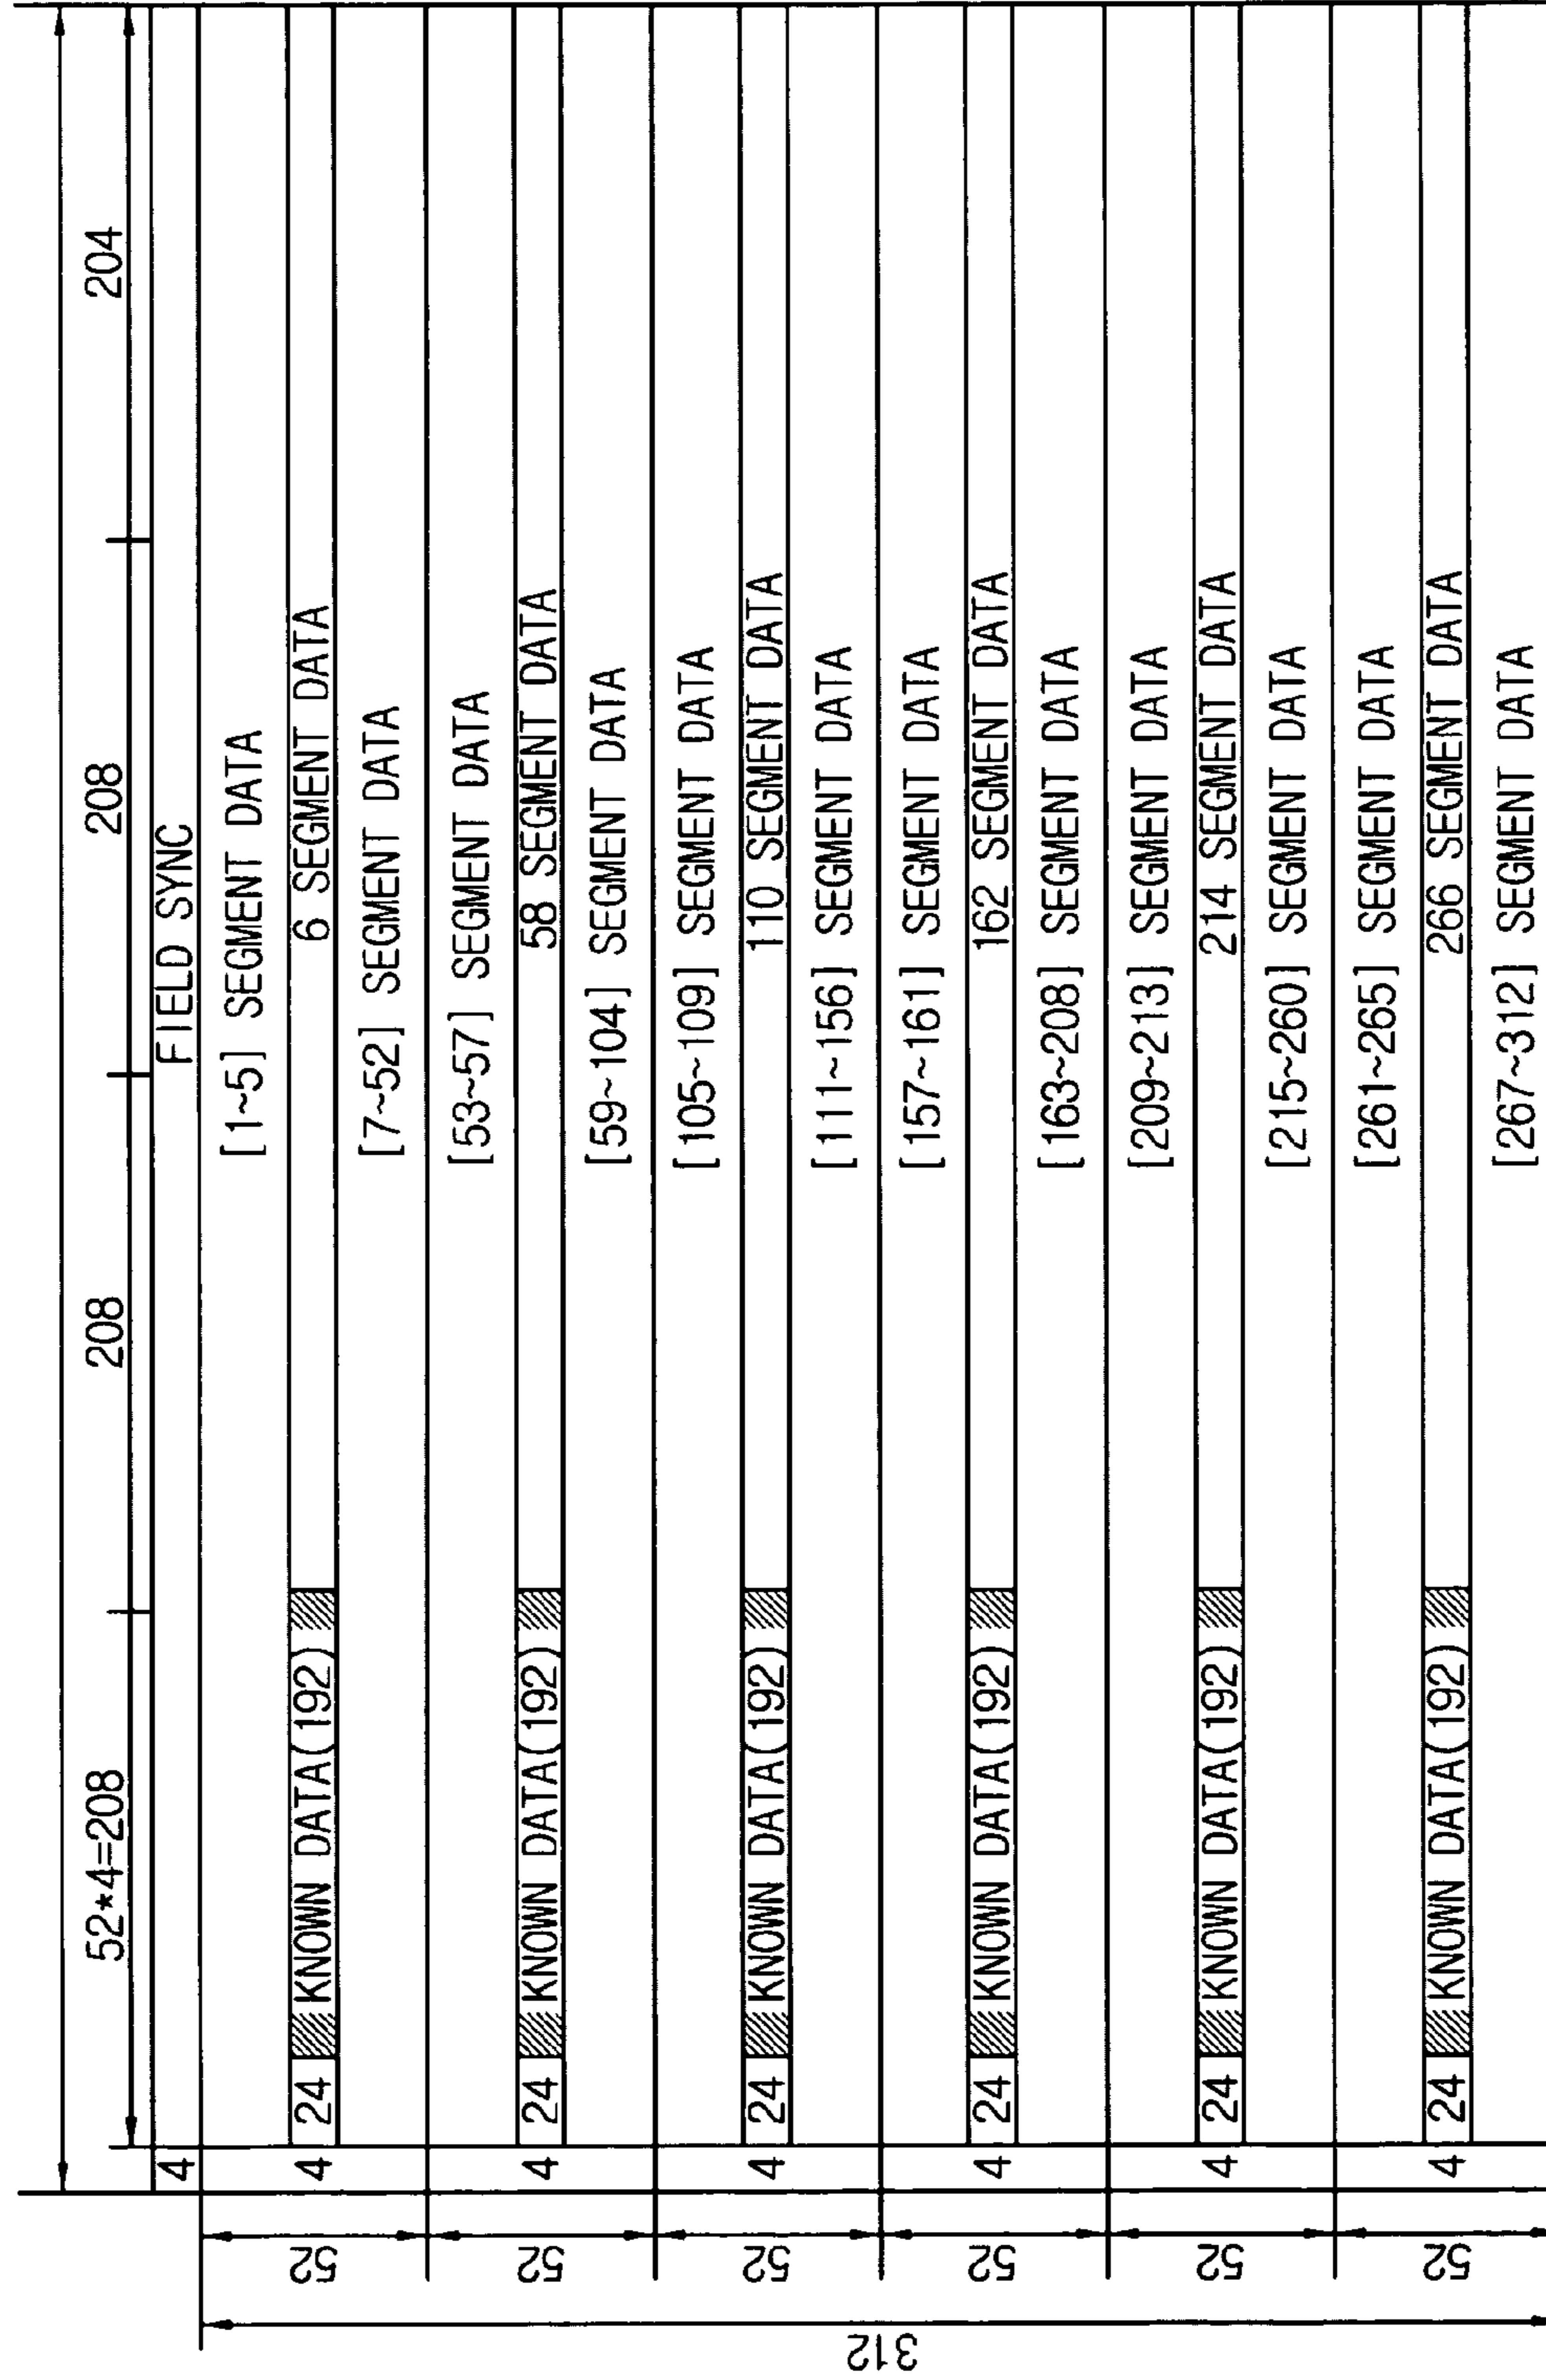 52*4=208 208 208 204
4 FIELD SYNC
[1~5] SEGMENT DATA
52 4 24 KNOWN DATA(192) 6 SEGMENT DATA
[7~52] SEGMENT DATA
[53~57] SEGMENT DATA
52 4 24 KNOWN DATA(192) 58 SEGMENT DATA
[59~104] SEGMENT DATA
[105~109] SEGMENT DATA
52 4 24 KNOWN DATA(192) 110 SEGMENT DATA
[111~156] SEGMENT DATA
312
[157~161] SEGMENT DATA
52 4 24 KNOWN DATA(192) 162 SEGMENT DATA
[163~208] SEGMENT DATA
[209~213] SEGMENT DATA
52 4 24 KNOWN DATA(192) 214 SEGMENT DATA
[215~260] SEGMENT DATA
[261~265] SEGMENT DATA
52 4 24 KNOWN DATA(192) 266 SEGMENT DATA
[267~312] SEGMENT DATA